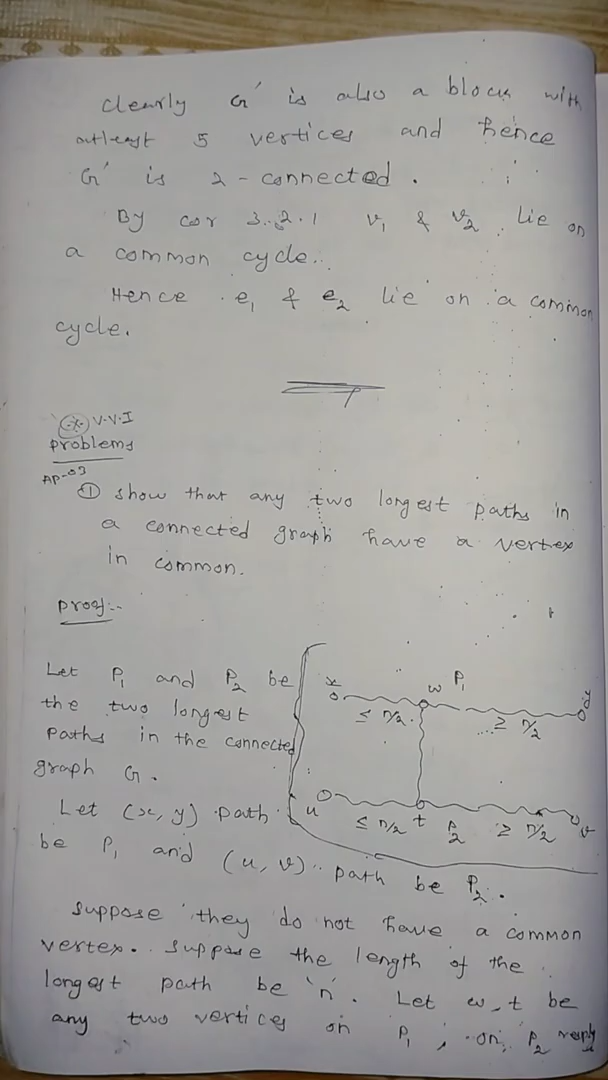 clearly G' is also a block with
atleast 5 vertices and hence
G' is 2-connected.
By cor 3.2.1 v₁ & v₂ lie on
a common cycle.
Hence e₁ & e₂ lie on a common
cycle.
* V.V.I
problems
AP-03
① show that any two longest paths in
a connected graph have a vertex
in common.
proof:-
Let P₁ and P₂ be
the two longest
paths in the connected
graph G.
Let (x, y) path
be P₁ and (u, v) path be P₂.
x w P₁ y
≤ n/2 ≥ n/2
u t P₂ v
≤ n/2 ≥ n/2
suppose they do not have a common
vertex. suppose the length of the
longest path be 'n'. Let w, t be
any two vertices on P₁, on P₂ resply